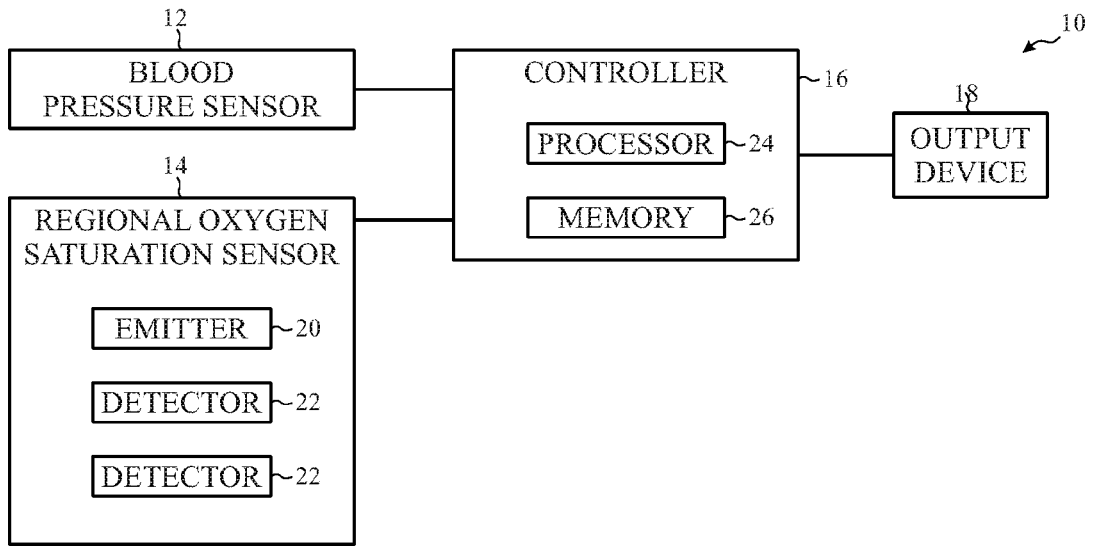 10
12
BLOOD
PRESSURE SENSOR
CONTROLLER
16
PROCESSOR
24
MEMORY
26
18
OUTPUT
DEVICE
14
REGIONAL OXYGEN
SATURATION SENSOR
EMITTER
20
DETECTOR
22
DETECTOR
22